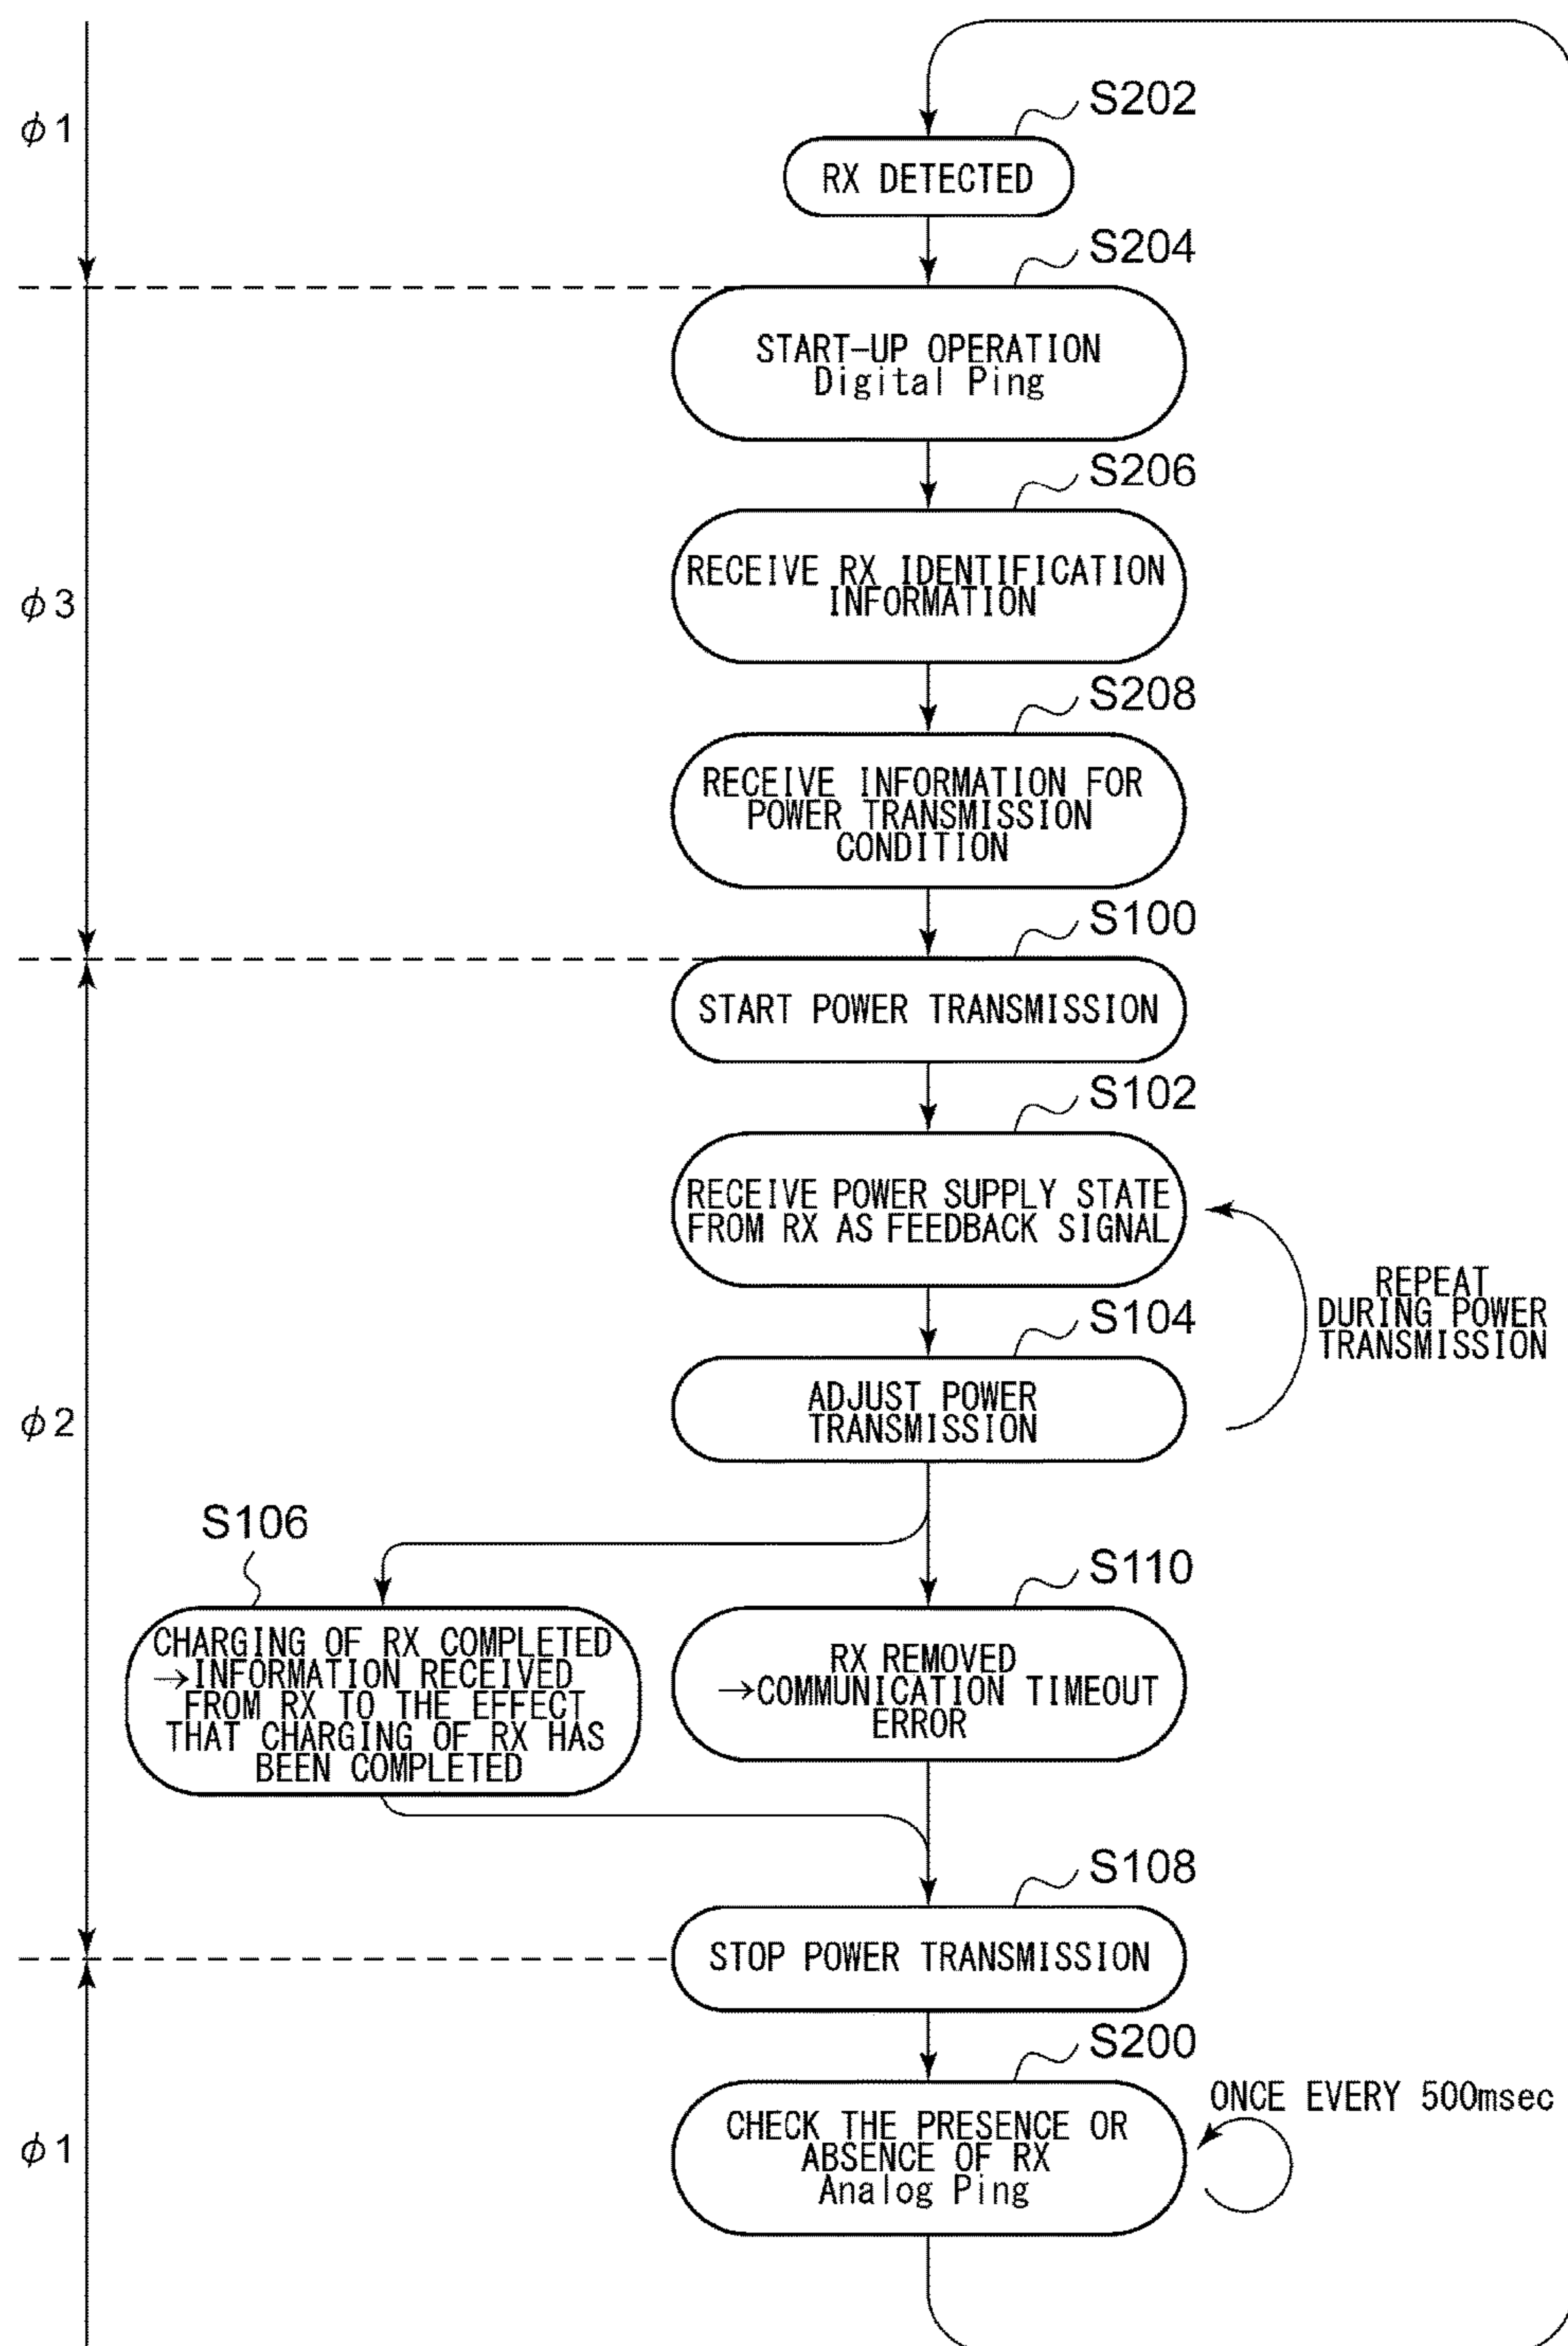 S202
φ1
RX DETECTED
S204
START-UP OPERATION
Digital Ping
S206
RECEIVE RX IDENTIFICATION
INFORMATION
φ3
S208
RECEIVE INFORMATION FOR
POWER TRANSMISSION
CONDITION
S100
START POWER TRANSMISSION
S102
RECEIVE POWER SUPPLY STATE
FROM RX AS FEEDBACK SIGNAL
REPEAT
DURING POWER
TRANSMISSION
S104
ADJUST POWER
TRANSMISSION
φ2
S106
CHARGING OF RX COMPLETED
→INFORMATION RECEIVED
FROM RX TO THE EFFECT
THAT CHARGING OF RX HAS
BEEN COMPLETED
S110
RX REMOVED
→COMMUNICATION TIMEOUT
ERROR
S108
STOP POWER TRANSMISSION
S200
ONCE EVERY 500msec
CHECK THE PRESENCE OR
ABSENCE OF RX
Analog Ping
φ1